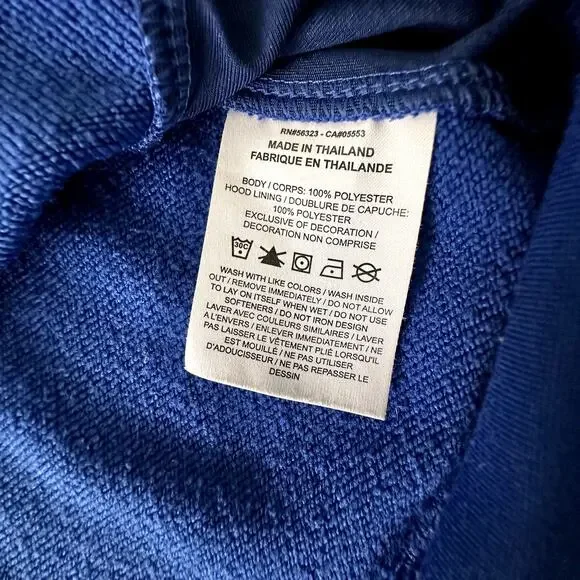 RN#56323 - CA#05553
MADE IN THAILAND
FABRIQUE EN THAILANDE
BODY / CORPS: 100% POLYESTER
HOOD LINING / DOUBLURE DE CAPUCHE:
100% POLYESTER
EXCLUSIVE OF DECORATION /
DECORATION NON COMPRISE
30C
WASH WITH LIKE COLORS / WASH INSIDE
OUT / REMOVE IMMEDIATELY / DO NOT ALLOW
TO LAY ON ITSELF WHEN WET / DO NOT USE
SOFTENERS / DO NOT IRON DESIGN
LAVER AVEC COULEURS SIMILAIRES / LAVER
A L'ENVERS / ENLEVER IMMEDIATEMENT / NE
PAS LAISSER LE VÊTEMENT PLIÉ LORSQU'IL
EST MOUILLÉ / NE PAS UTILISER
D'ADOUCISSEUR / NE PAS REPASSER LE
DESSIN